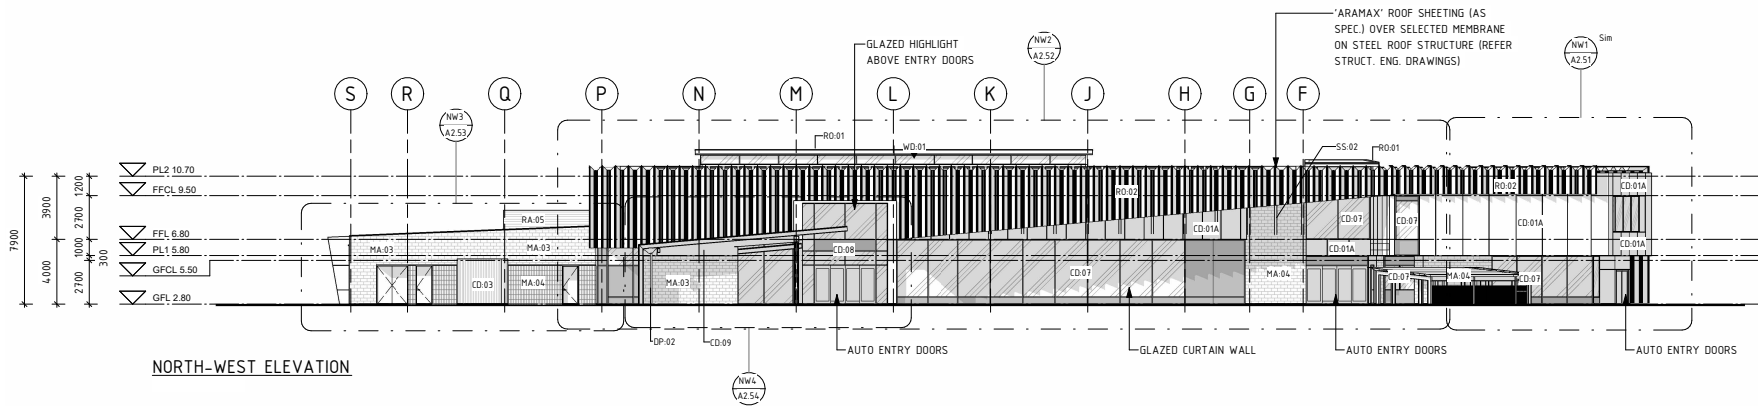 'ARAMAX' ROOF SHEETING (AS
SPEC.) OVER SELECTED MEMBRANE
ON STEEL ROOF STRUCTURE (REFER
STRUCT. ENG. DRAWINGS)
GLAZED HIGHLIGHT
ABOVE ENTRY DOORS
NW2
A2.52
NW1
A2.51
Sim
S R Q P N M L K J H G F
NW3
A2.53
RO:01
WD:01
SS:02
RO:01
PL2 10.70
FFCL 9.50
FFL 6.80
PL1 5.80
GFCL 5.50
GFL 2.80
7900
3900
4000
1200
2700
1000
300
2700
RO:02
RO:02
CD:01A
RA:05
CD:07
CD:07
CD:01A
CD:01A
MA:03
MA:03
CD:08
CD:01A
CD:01A
CD:03
MA:04
MA:03
CD:07
MA:04
CD:07
MA:04
CD:07
DP:02
CD:09
AUTO ENTRY DOORS
GLAZED CURTAIN WALL
AUTO ENTRY DOORS
AUTO ENTRY DOORS
NORTH-WEST ELEVATION
NW4
A2.54